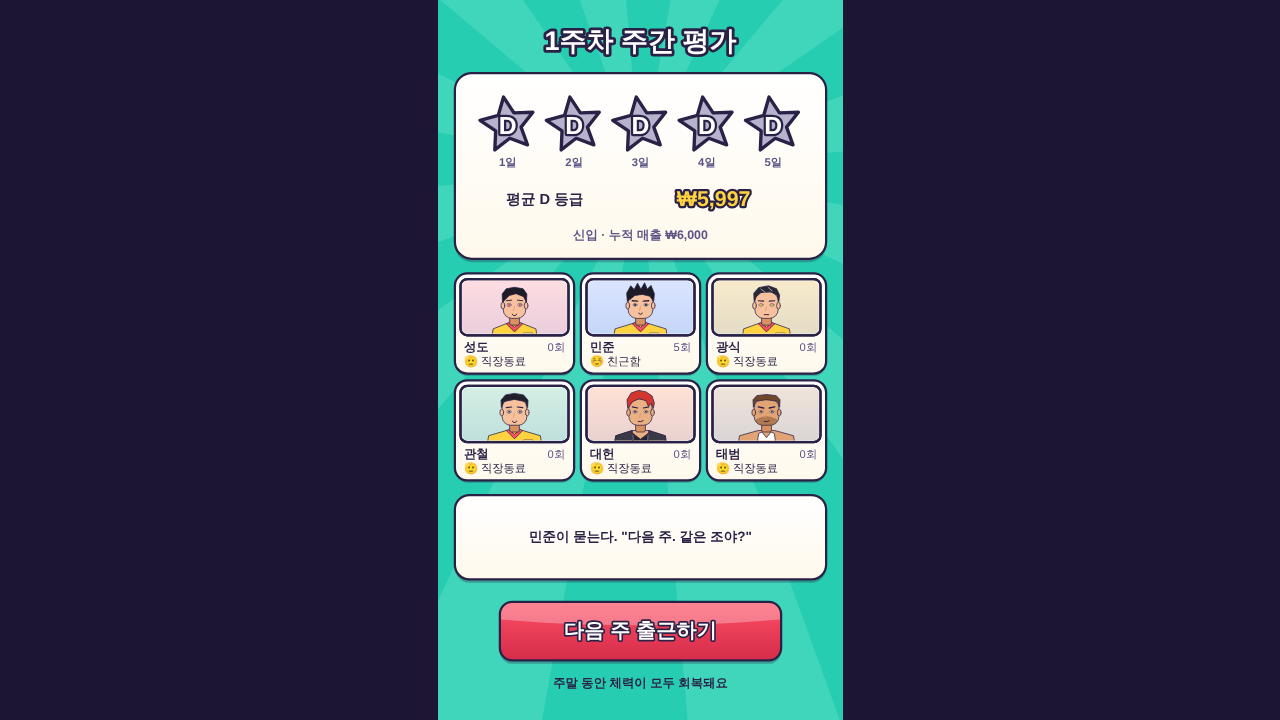 1주차 주간 평가
D D D D D
1일 2일 3일 4일 5일
평균 D 등급 ₩5,997
신입 · 누적 매출 ₩6,000
성도 0회
직장동료
민준 5회
친근함
광식 0회
직장동료
관철 0회
직장동료
대헌 0회
직장동료
태범 0회
직장동료
민준이 묻는다. "다음 주. 같은 조야?"
다음 주 출근하기
주말 동안 체력이 모두 회복돼요